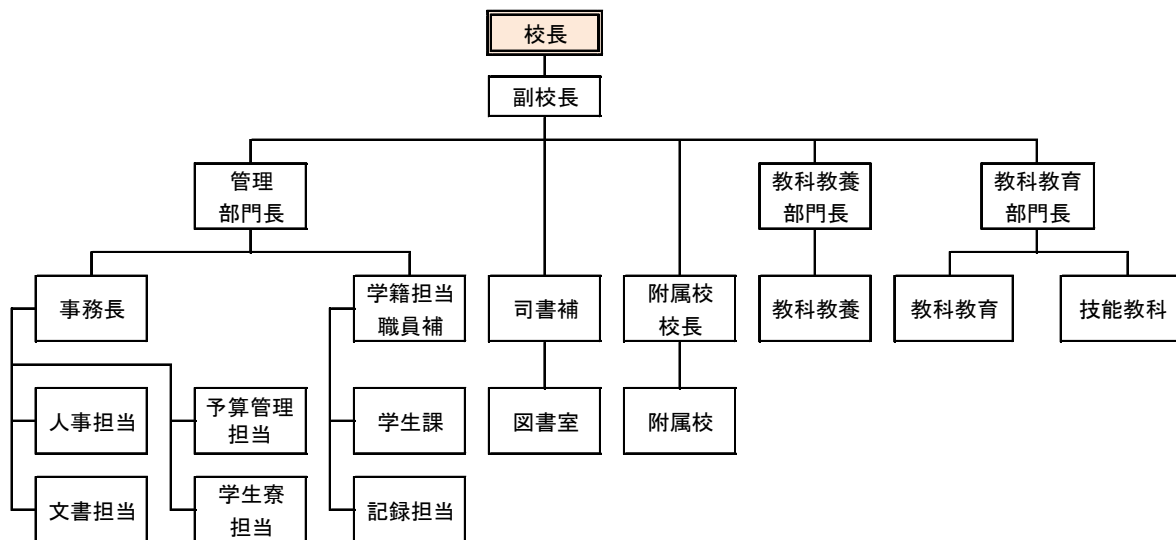 校長
副校長
管理
部門長
教科教養
部門長
教科教育
部門長
事務長
学籍担当
職員補
司書補
附属校
校長
教科教養
教科教育
技能教科
人事担当
予算管理
担当
学生課
図書室
附属校
文書担当
学生寮
担当
記録担当